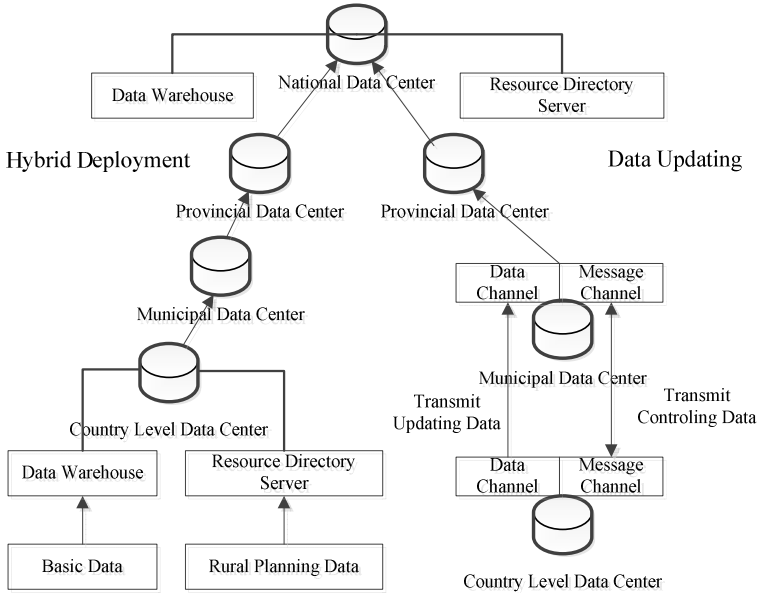 National Data Center
Data Warehouse
Resource Directory
Server
Hybrid Deployment
Data Updating
Provincial Data Center
Provincial Data Center
Municipal Data Center
Data
Channel
Message
Channel
Municipal Data Center
Transmit
Updating Data
Transmit
Controling Data
Country Level Data Center
Data Warehouse
Resource Directory
Server
Data
Channel
Message
Channel
Basic Data
Rural Planning Data
Country Level Data Center